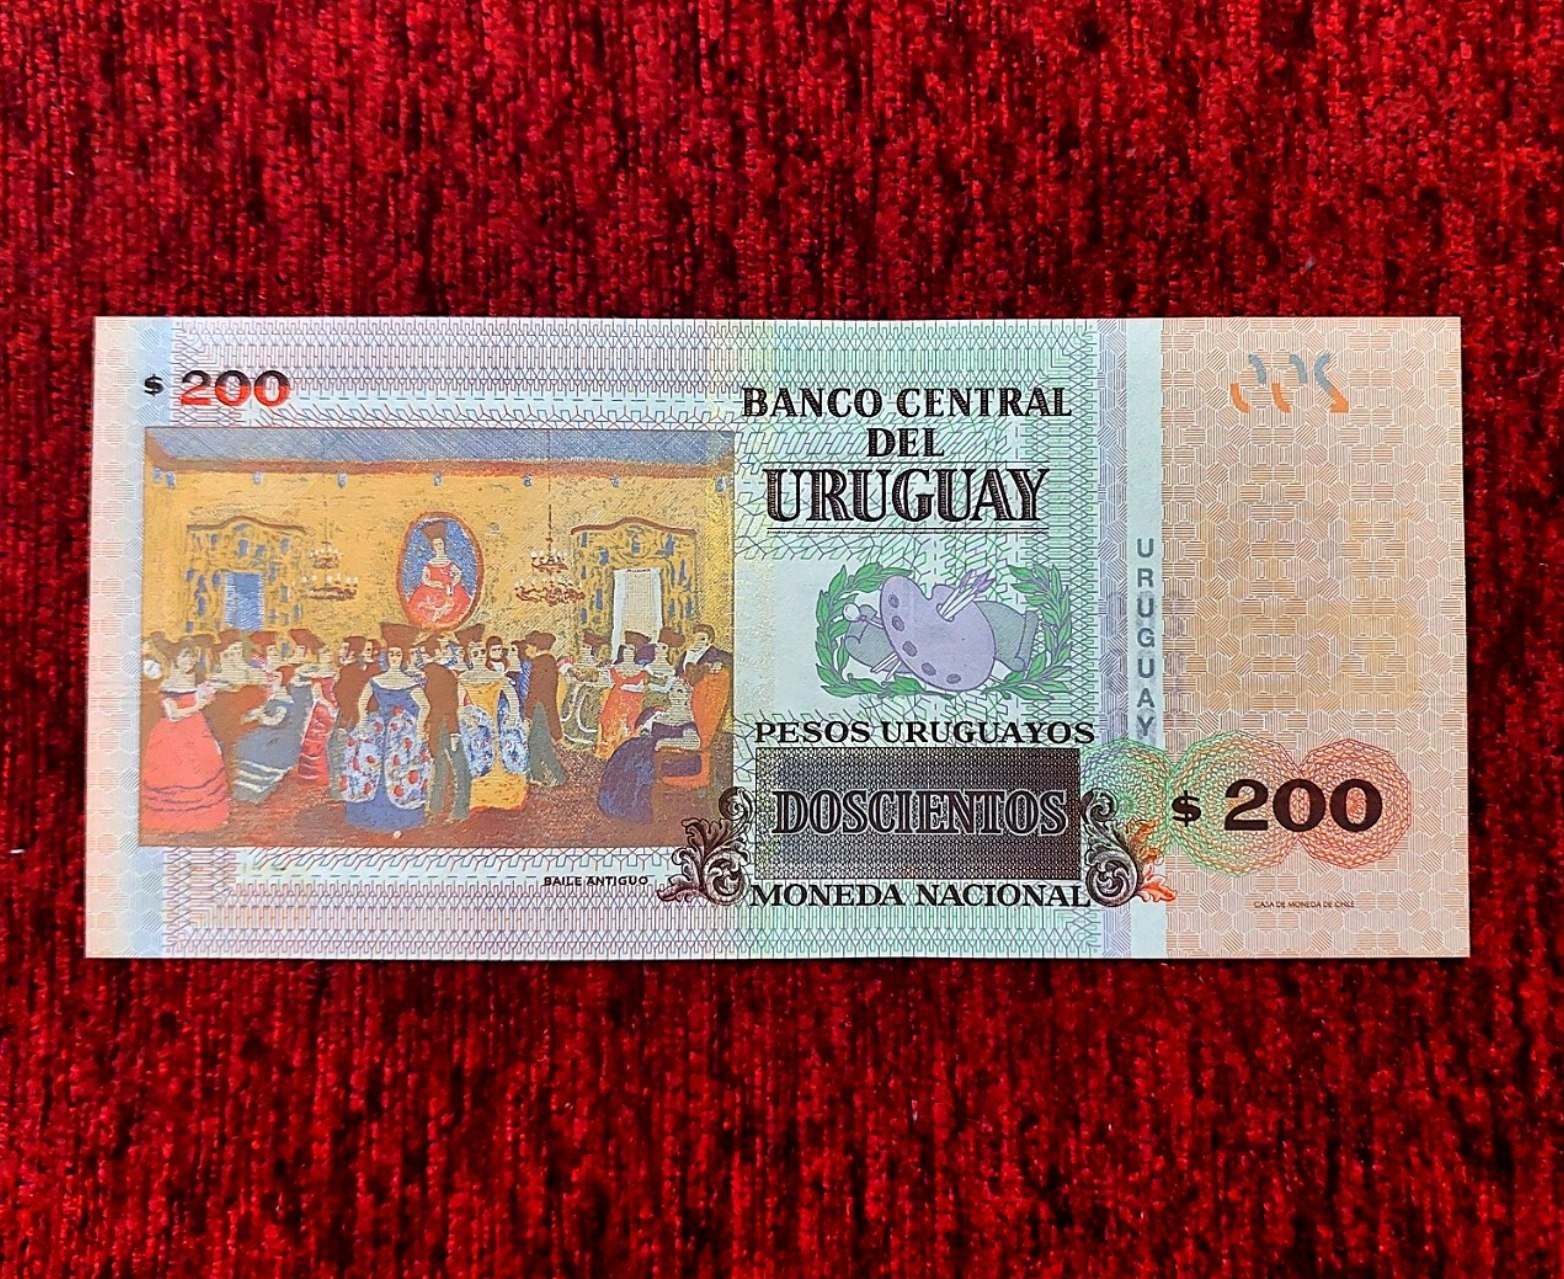 $ 200
BANCO CENTRAL
DEL
URUGUAY
URUGUAY
PESOS URUGUAYOS
DOSCIENTOS
$ 200
BAILE ANTIGUO
MONEDA NACIONAL
CASA DE MONEDA DE CHILE